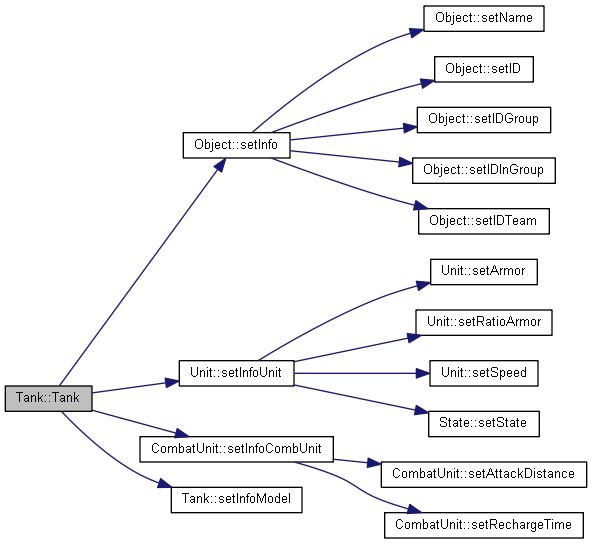 Object::setName
Object::setID
Object::setIDGroup
Object::setInfo
Object::setIDInGroup
Object::setIDTeam
Unit::setArmor
Unit::setRatioArmor
Unit::setInfoUnit
Unit::setSpeed
Tank::Tank
State::setState
CombatUnit::setInfoCombUnit
CombatUnit::setAttackDistance
Tank::setInfoModel
CombatUnit::setRechargeTime